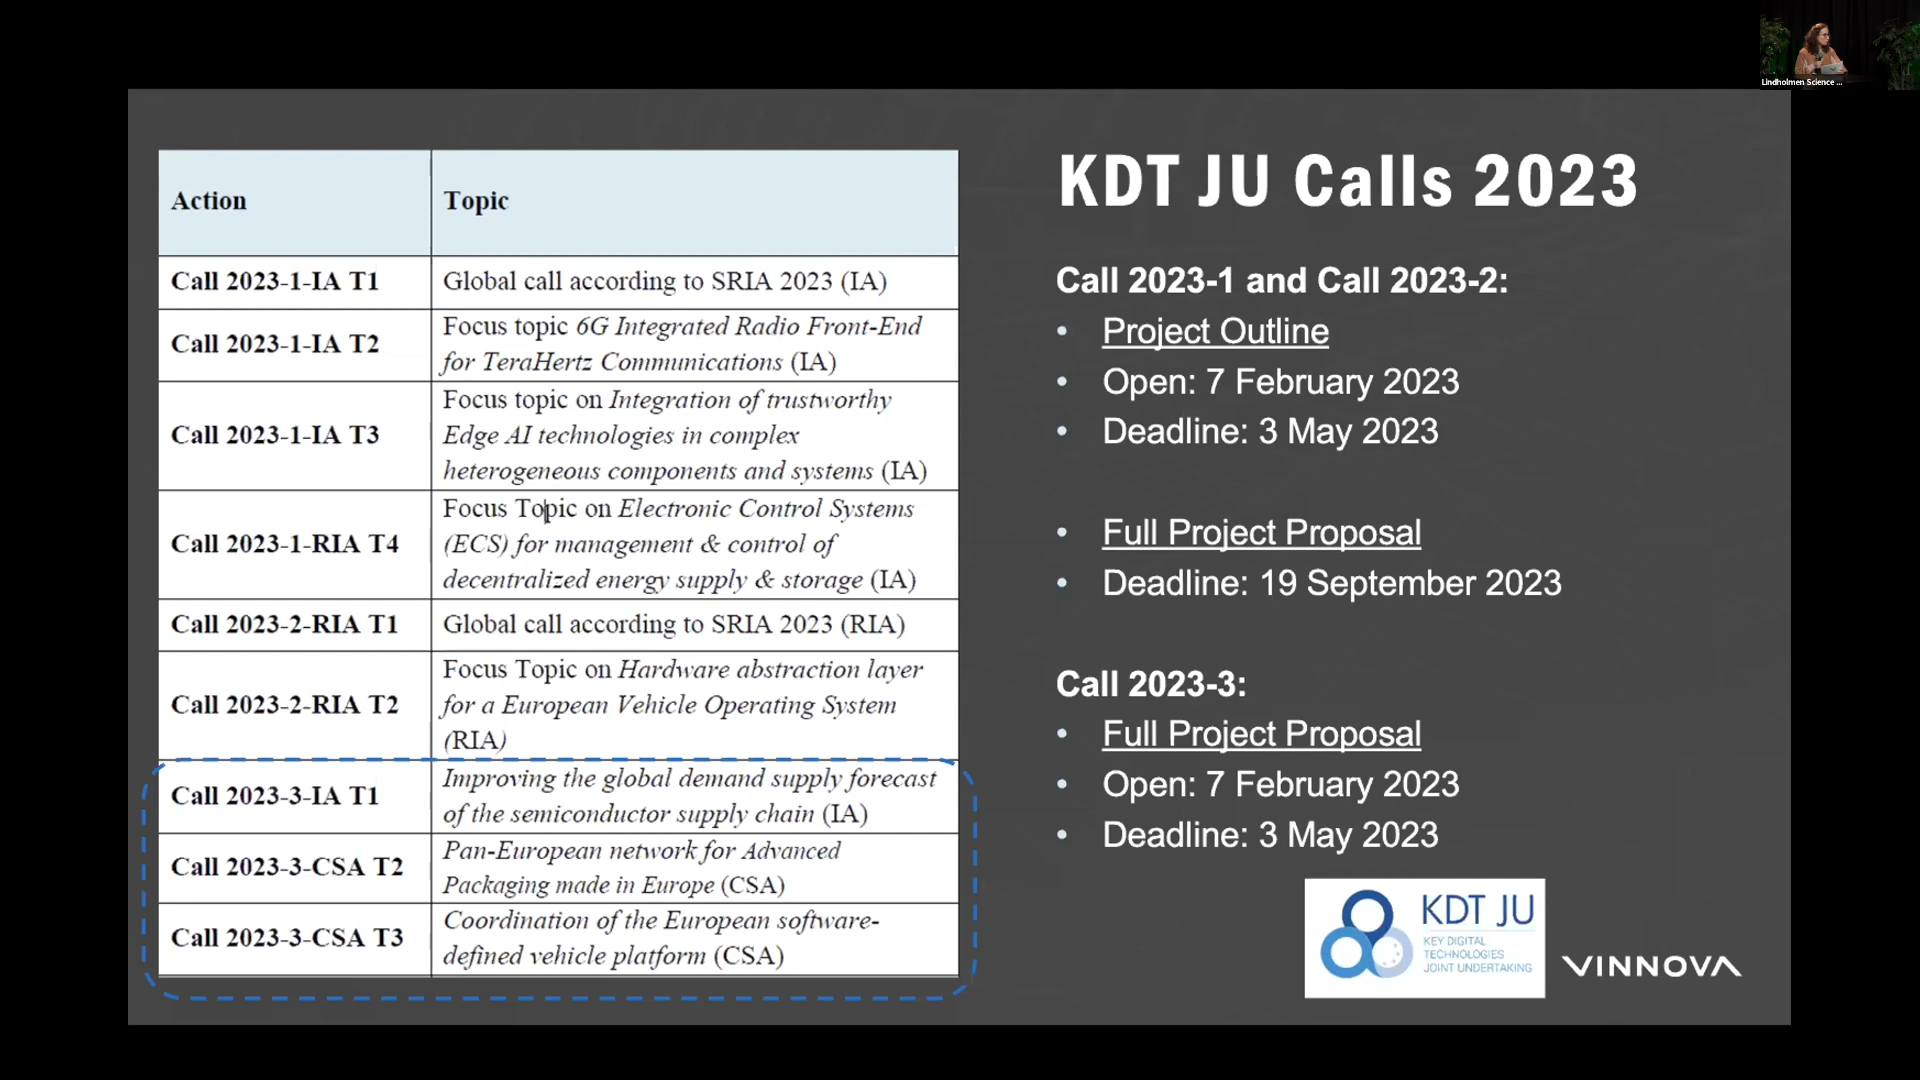 Lindholmen Science ...
Action
Topic
Call 2023-1-IA T1
Global call according to SRIA 2023 (IA)
Call 2023-1-IA T2
Focus topic 6G Integrated Radio Front-End
for TeraHertz Communications (IA)
Call 2023-1-IA T3
Focus topic on Integration of trustworthy
Edge AI technologies in complex
heterogeneous components and systems (IA)
Call 2023-1-RIA T4
Focus Topic on Electronic Control Systems
(ECS) for management & control of
decentralized energy supply & storage (IA)
Call 2023-2-RIA T1
Global call according to SRIA 2023 (RIA)
Call 2023-2-RIA T2
Focus Topic on Hardware abstraction layer
for a European Vehicle Operating System
(RIA)
Call 2023-3-IA T1
Improving the global demand supply forecast
of the semiconductor supply chain (IA)
Call 2023-3-CSA T2
Pan-European network for Advanced
Packaging made in Europe (CSA)
Call 2023-3-CSA T3
Coordination of the European software-
defined vehicle platform (CSA)
KDT JU Calls 2023
Call 2023-1 and Call 2023-2:
• Project Outline
• Open: 7 February 2023
• Deadline: 3 May 2023
• Full Project Proposal
• Deadline: 19 September 2023
Call 2023-3:
• Full Project Proposal
• Open: 7 February 2023
• Deadline: 3 May 2023
KDT JU
KEY DIGITAL
TECHNOLOGIES
JOINT UNDERTAKING
VINNOVA